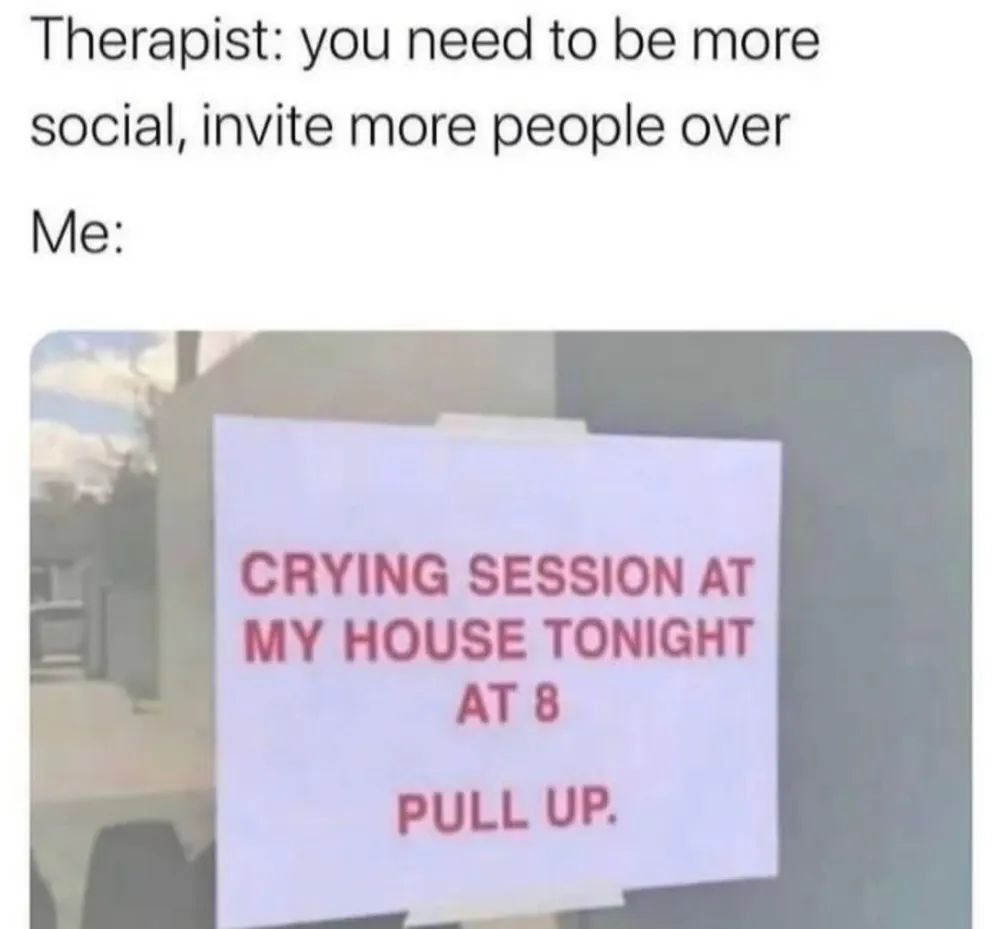 Therapist: you need to be more
social, invite more people over
Me:
CRYING SESSION AT
MY HOUSE TONIGHT
AT 8
PULL UP.